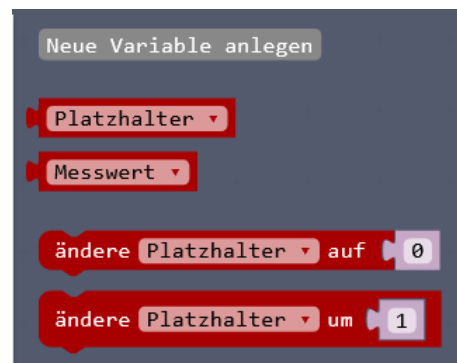 Neue Variable anlegen
Platzhalter
Messwert
ändere Platzhalter auf 0
ändere Platzhalter um 1